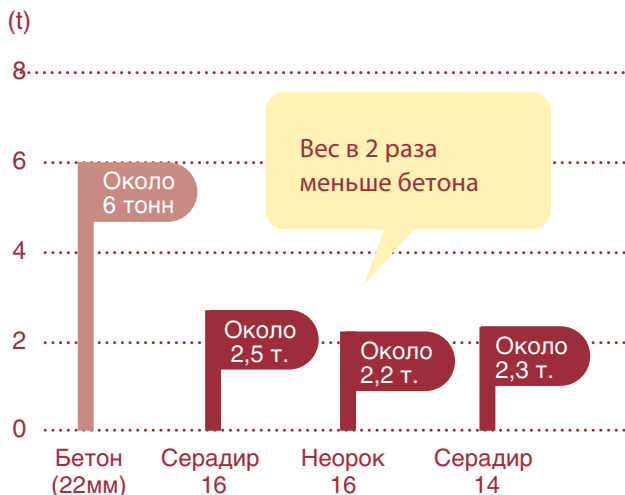 (t)
8
6
4
2
0
Вес в 2 раза
меньше бетона
Около
6 тонн
Около
2,5 т.
Около
2,2 т.
Около
2,3 т.
Бетон
(22мм)
Серадир
16
Неорок
16
Серадир
14